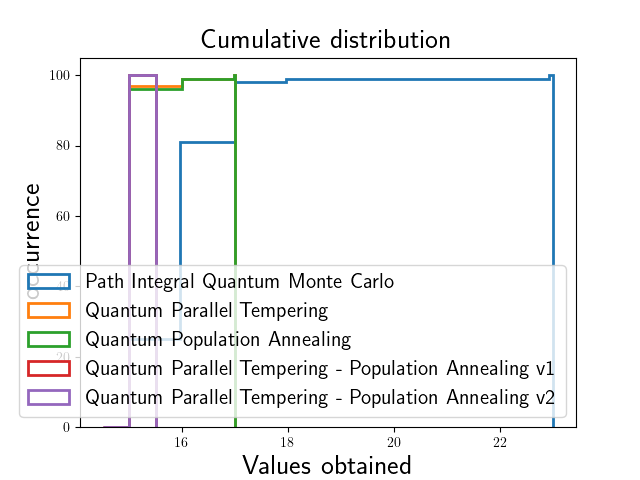 Cumulative distribution
100
80
60
40
20
0
occurrence
Path Integral Quantum Monte Carlo
Quantum Parallel Tempering
Quantum Population Annealing
Quantum Parallel Tempering - Population Annealing v1
Quantum Parallel Tempering - Population Annealing v2
16
18
20
22
Values obtained